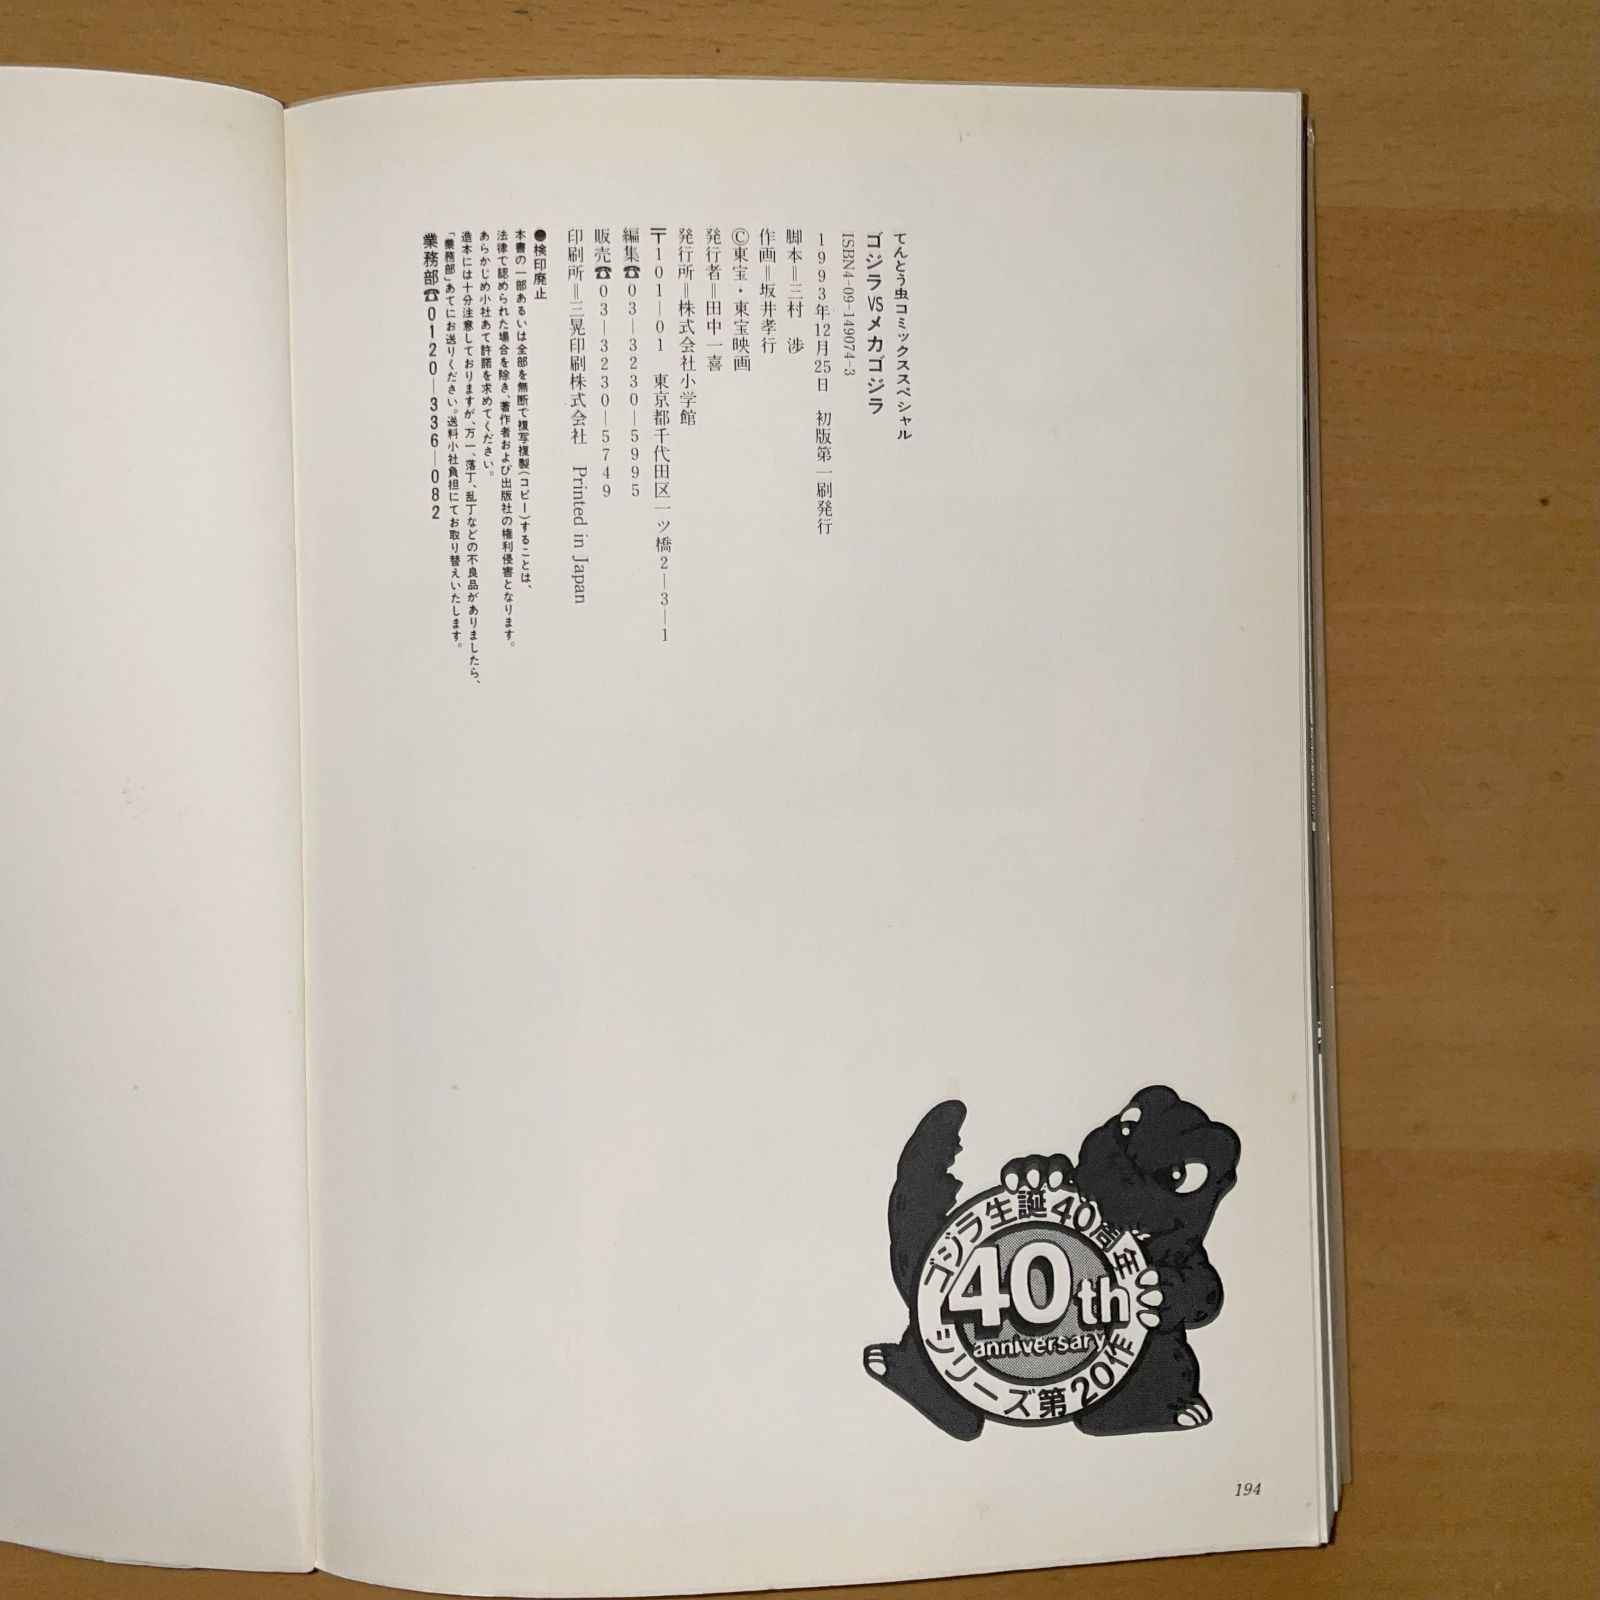 てんとう虫コミックススペシャル
ゴジラVSメカゴジラ
ISBN4-09-149074-3
1993年12月25日　初版第一刷発行
脚本＝三村　渉
作画＝坂井孝行
©東宝・東宝映画
発行者＝田中一喜
発行所＝株式会社小学館
〒101―01　東京都千代田区一ツ橋2―3―1
編集☎03―3230―5995
販売☎03―3230―5749
印刷所＝三晃印刷株式会社　Printed in Japan
●検印廃止
本書の一部あるいは全部を無断で複写複製(コピー)することは、
法律で認められた場合を除き、著作者および出版社の権利侵害となります。
あらかじめ小社あて許諾を求めてください。
造本には十分注意しておりますが、万一、落丁、乱丁などの不良品がありましたら、
「業務部」あてにお送りください。送料小社負担にてお取り替えいたします。
業務部☎0120―336―082
ゴジラ生誕40周年
40th
anniversary
シリーズ第20作
194